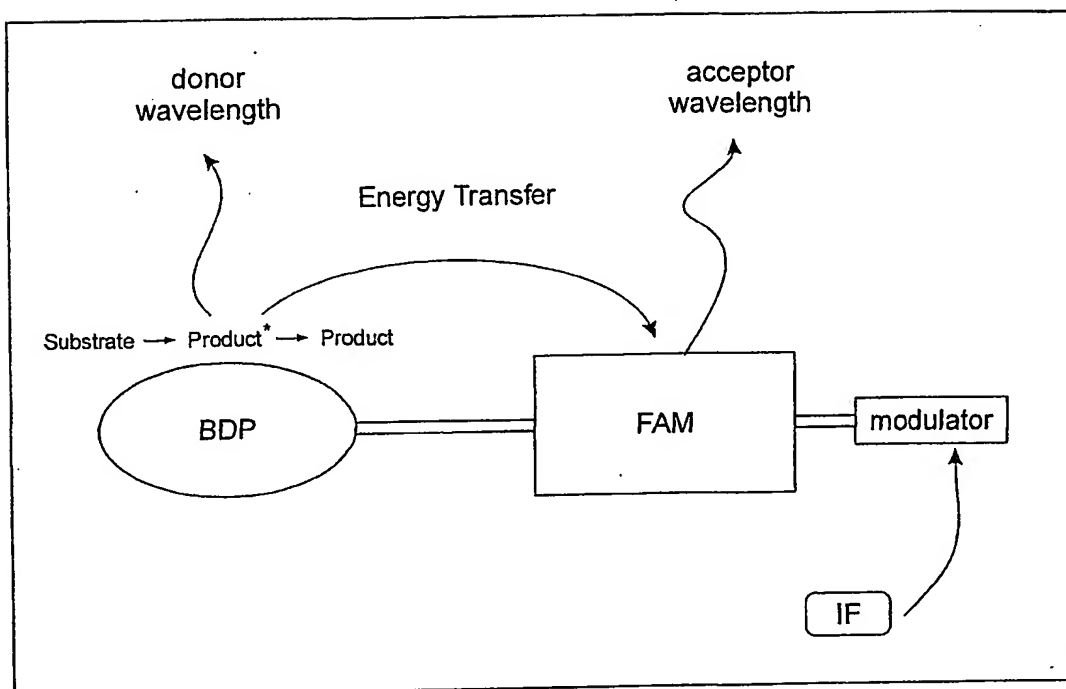 donor
wavelength
acceptor
wavelength
Energy Transfer
Substrate → Product* → Product
BDP
FAM
modulator
IF